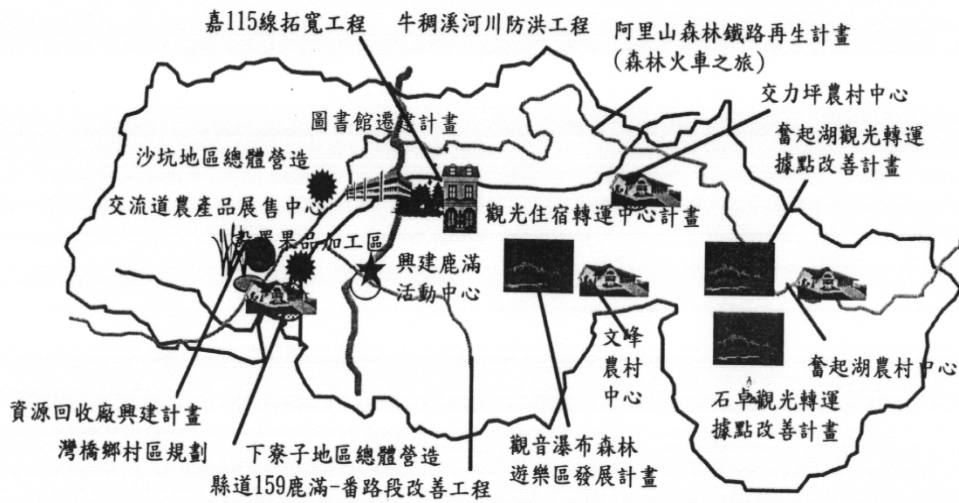 嘉115線拓寬工程
牛稠溪河川防洪工程
阿里山森林鐵路再生計畫
(森林火車之旅)
交力坪農村中心
圖書館遷建計畫
奮起湖觀光轉運
據點改善計畫
沙坑地區總體營造
交流道農產品展售中心
觀光住宿轉運中心計畫
設置果品加工區
興建鹿滿
活動中心
文峰
農村
中心
奮起湖農村中心
石卓觀光轉運
據點改善計畫
資源回收廠興建計畫
灣橋鄉村區規劃
下寮子地區總體營造
縣道159鹿滿-番路段改善工程
觀音瀑布森林
遊樂區發展計畫